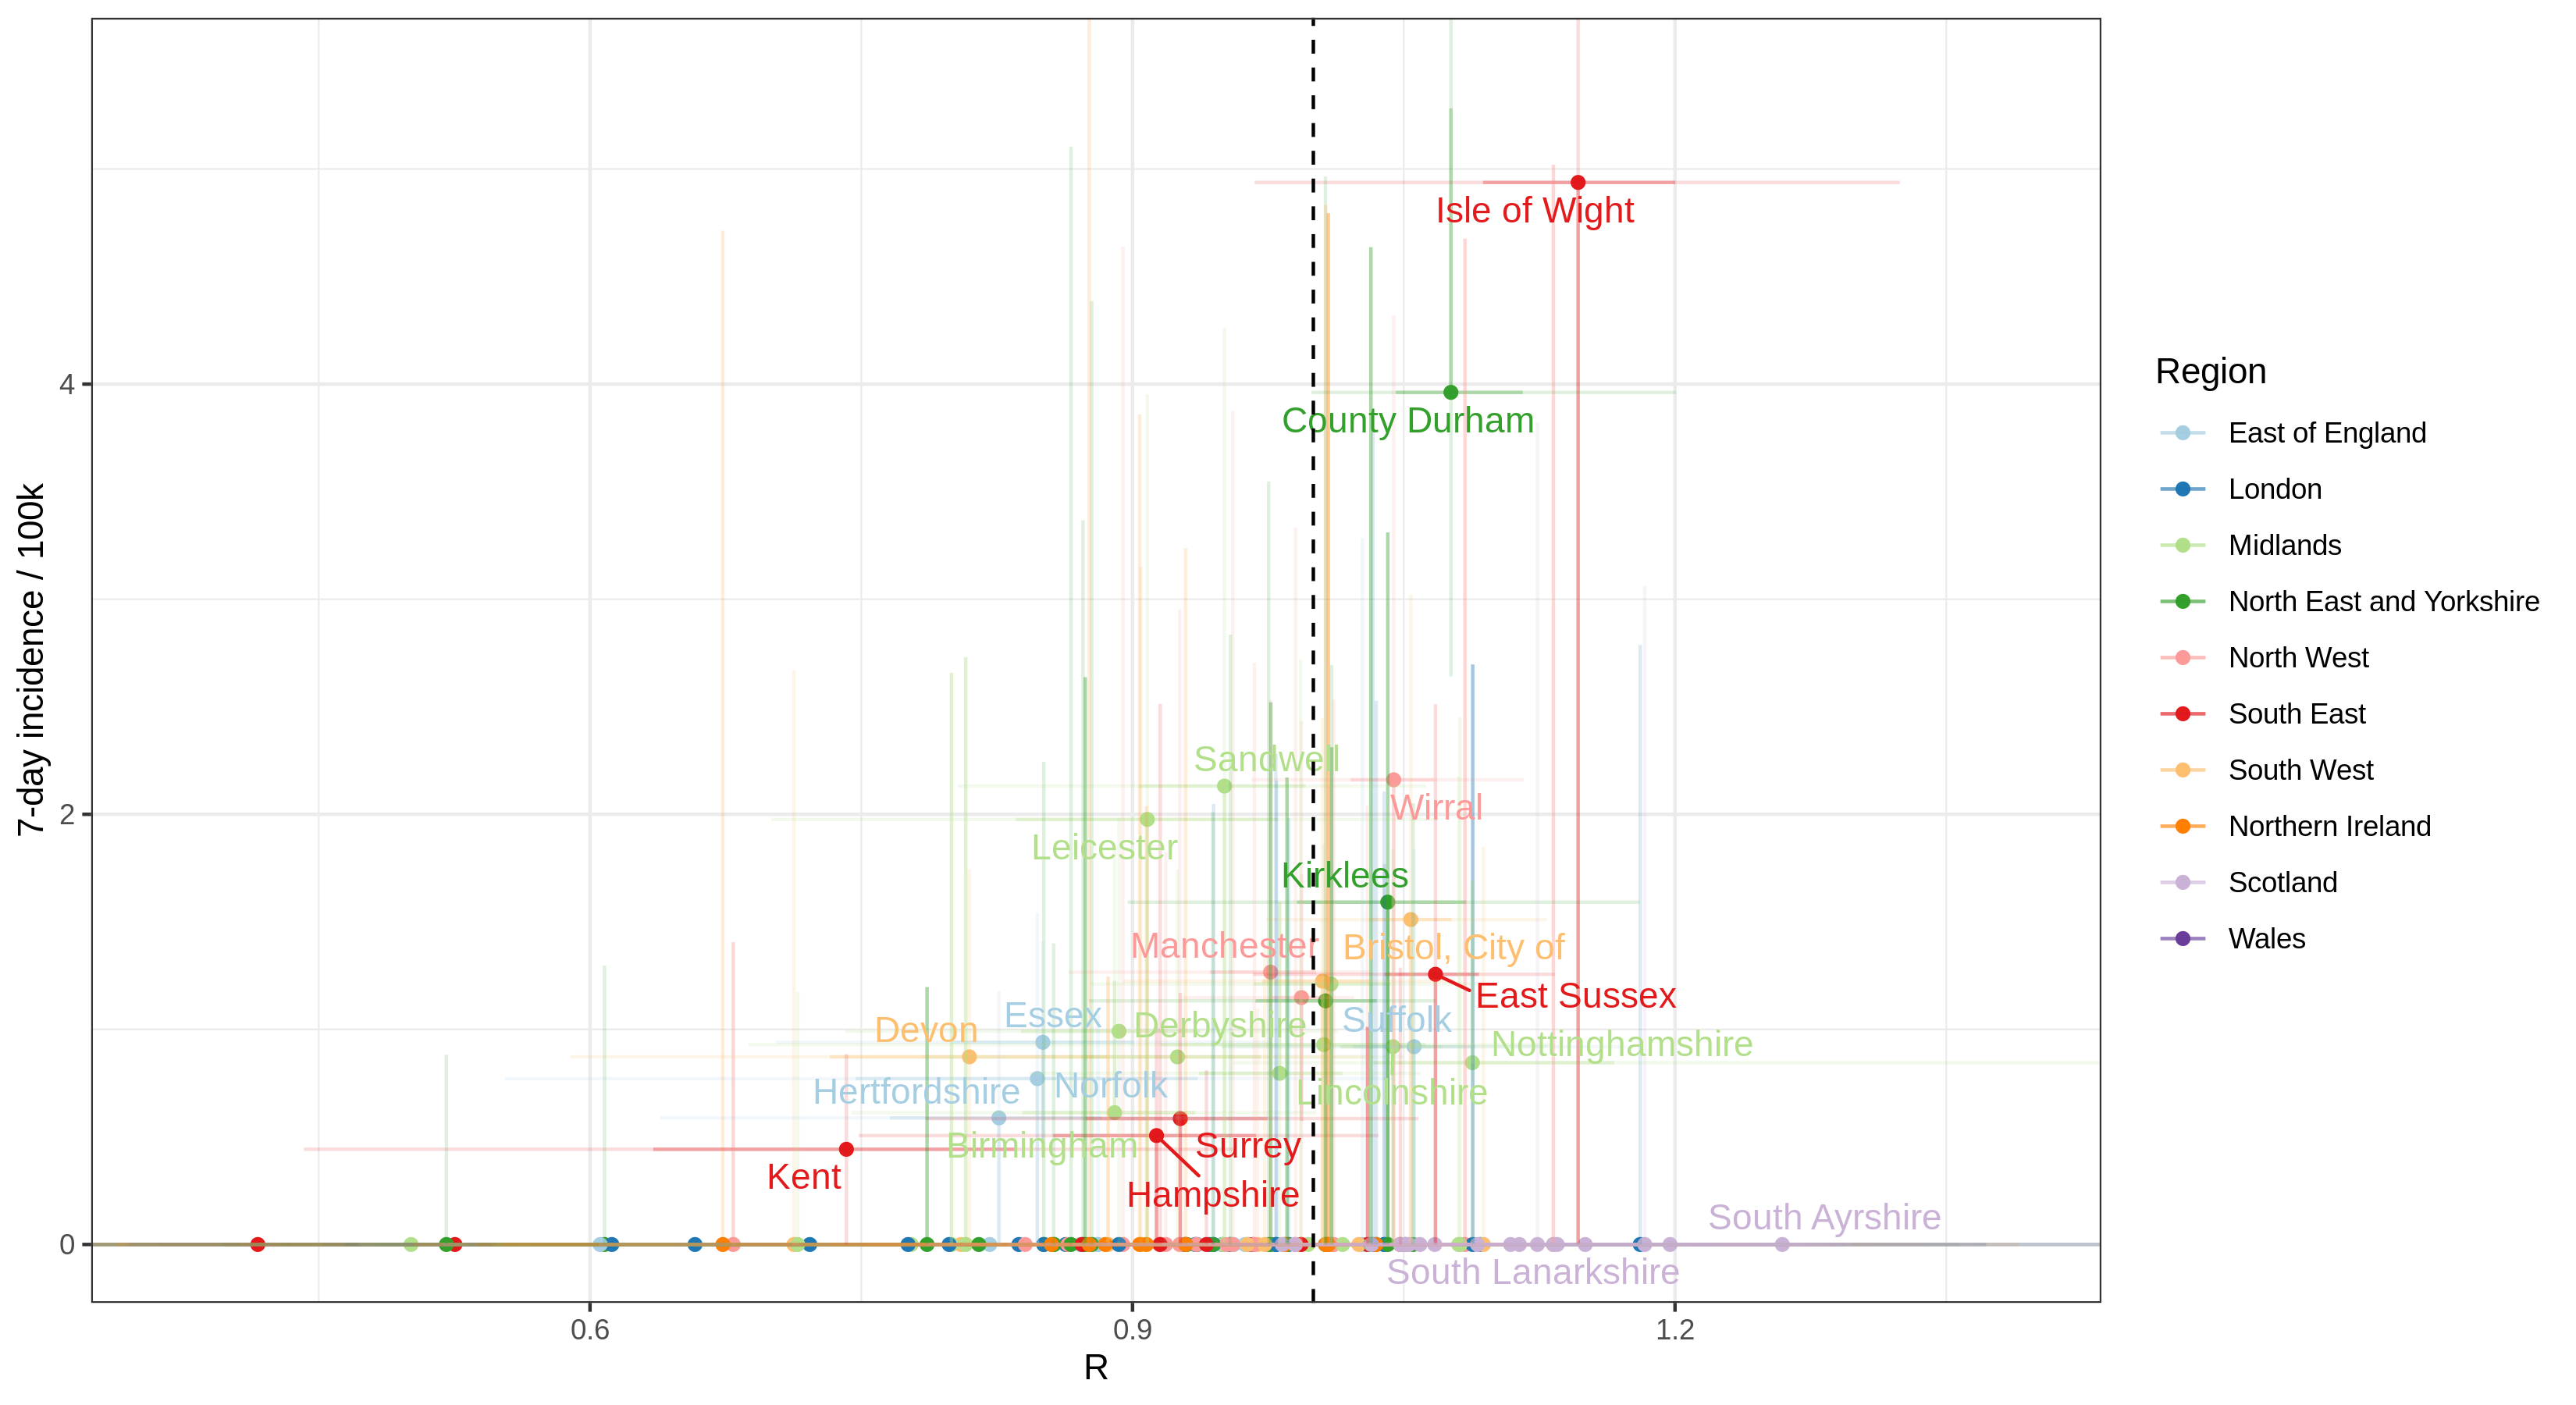 Isle of Wight
4
County Durham
Sandwell
2
Wirral
Leicester
Kirklees
Manchester
Bristol, City of
East Sussex
Essex
Derbyshire
Suffolk
Devon
Nottinghamshire
Hertfordshire
Norfolk
Lincolnshire
Birmingham
Surrey
Kent
Hampshire
South Ayrshire
0
South Lanarkshire
0.6
0.9
1.2
R
7-day incidence / 100k
Region
East of England
London
Midlands
North East and Yorkshire
North West
South East
South West
Northern Ireland
Scotland
Wales